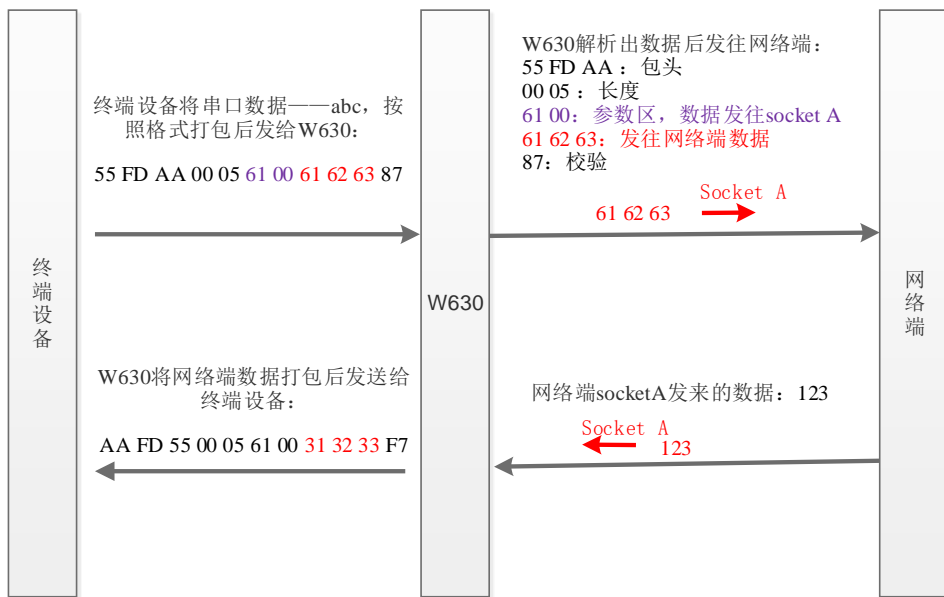 终端设备将串口数据——abc，按
照格式打包后发给W630：
55 FD AA 00 05 61 00 61 62 63 87
W630解析出数据后发往网络端：
55 FD AA：包头
00 05：长度
61 00：参数区，数据发往socket A
61 62 63：发往网络端数据
87：校验
Socket A
61 62 63
终端设备
W630
网络端
W630将网络端数据打包后发送给
终端设备：
AA FD 55 00 05 61 00 31 32 33 F7
网络端socketA发来的数据：123
Socket A
123